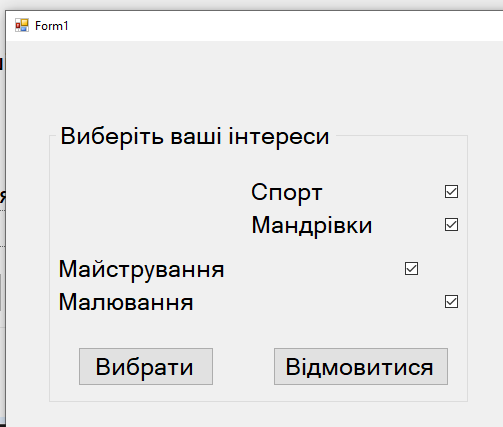 Form1
Виберіть ваші інтереси
Спорт
Мандрівки
Майстрування
Малювання
Вибрати
Відмовитися